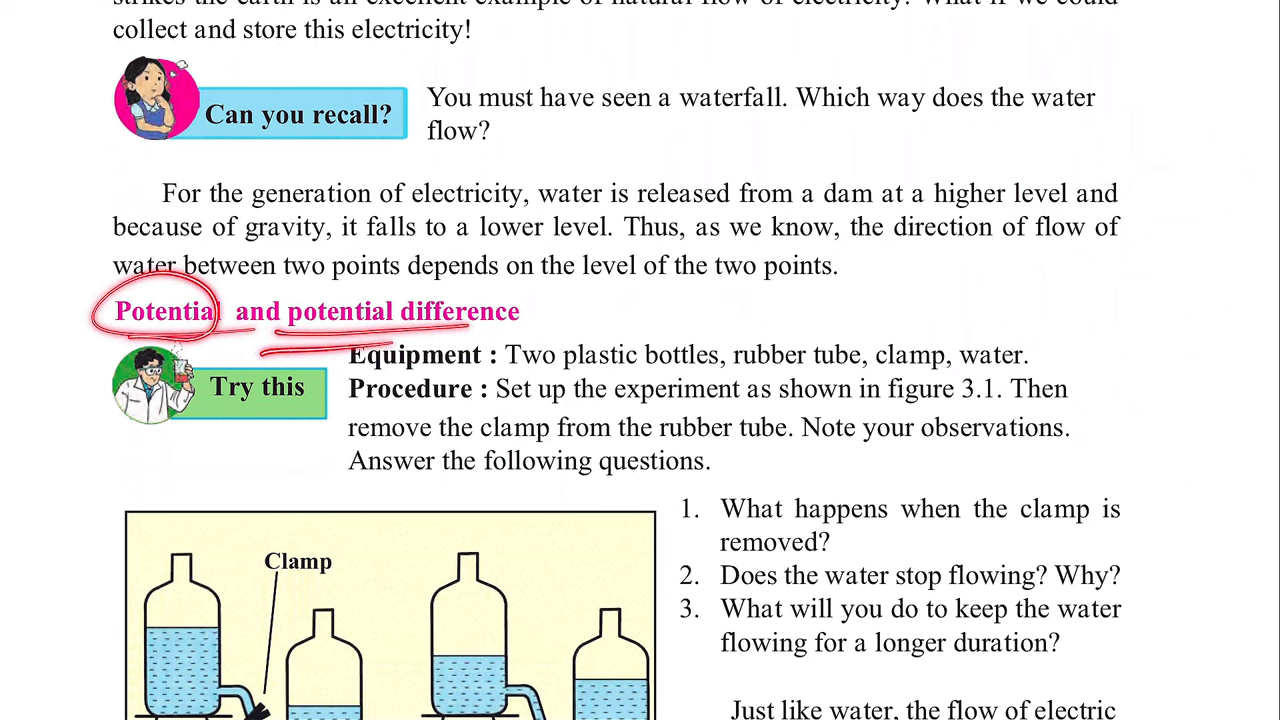 collect and store this electricity!
Can you recall?
You must have seen a waterfall. Which way does the water
flow?
For the generation of electricity, water is released from a dam at a higher level and
because of gravity, it falls to a lower level. Thus, as we know, the direction of flow of
water between two points depends on the level of the two points.
Potential and potential difference
Try this
Equipment : Two plastic bottles, rubber tube, clamp, water.
Procedure : Set up the experiment as shown in figure 3.1. Then
remove the clamp from the rubber tube. Note your observations.
Answer the following questions.
Clamp
1. What happens when the clamp is
removed?
2. Does the water stop flowing? Why?
3. What will you do to keep the water
flowing for a longer duration?
Just like water, the flow of electric